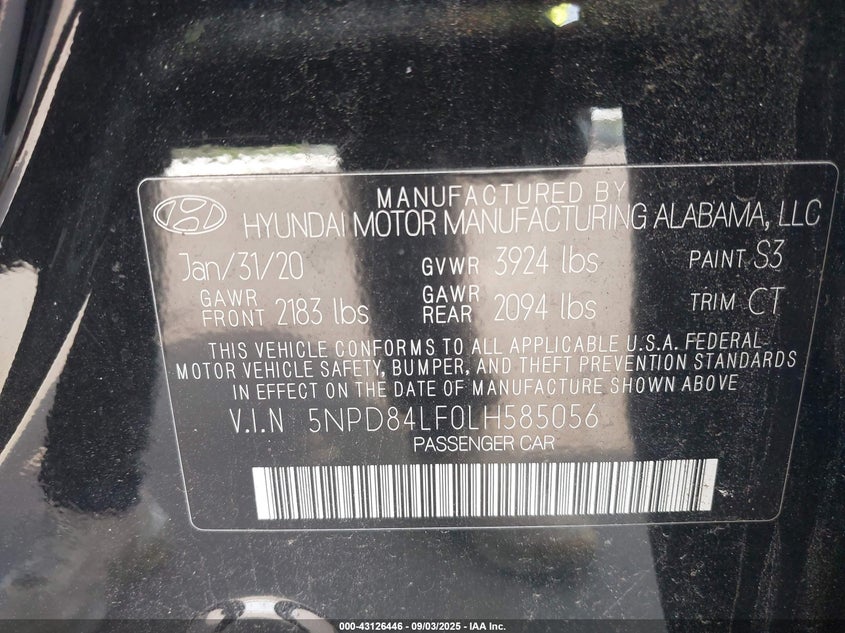 MANUFACTURED BY
HYUNDAI MOTOR MANUFACTURING ALABAMA, LLC
Jan/31/20 GVWR 3924 lbs PAINT S3
GAWR FRONT 2183 lbs GAWR REAR 2094 lbs TRIM CT
THIS VEHICLE CONFORMS TO ALL APPLICABLE U.S.A. FEDERAL
MOTOR VEHICLE SAFETY, BUMPER, AND THEFT PREVENTION STANDARDS
IN EFFECT ON THE DATE OF MANUFACTURE SHOWN ABOVE
V.I.N 5NPD84LF0LH585056
PASSENGER CAR
000-43126446 - 09/03/2025 - IAA Inc.